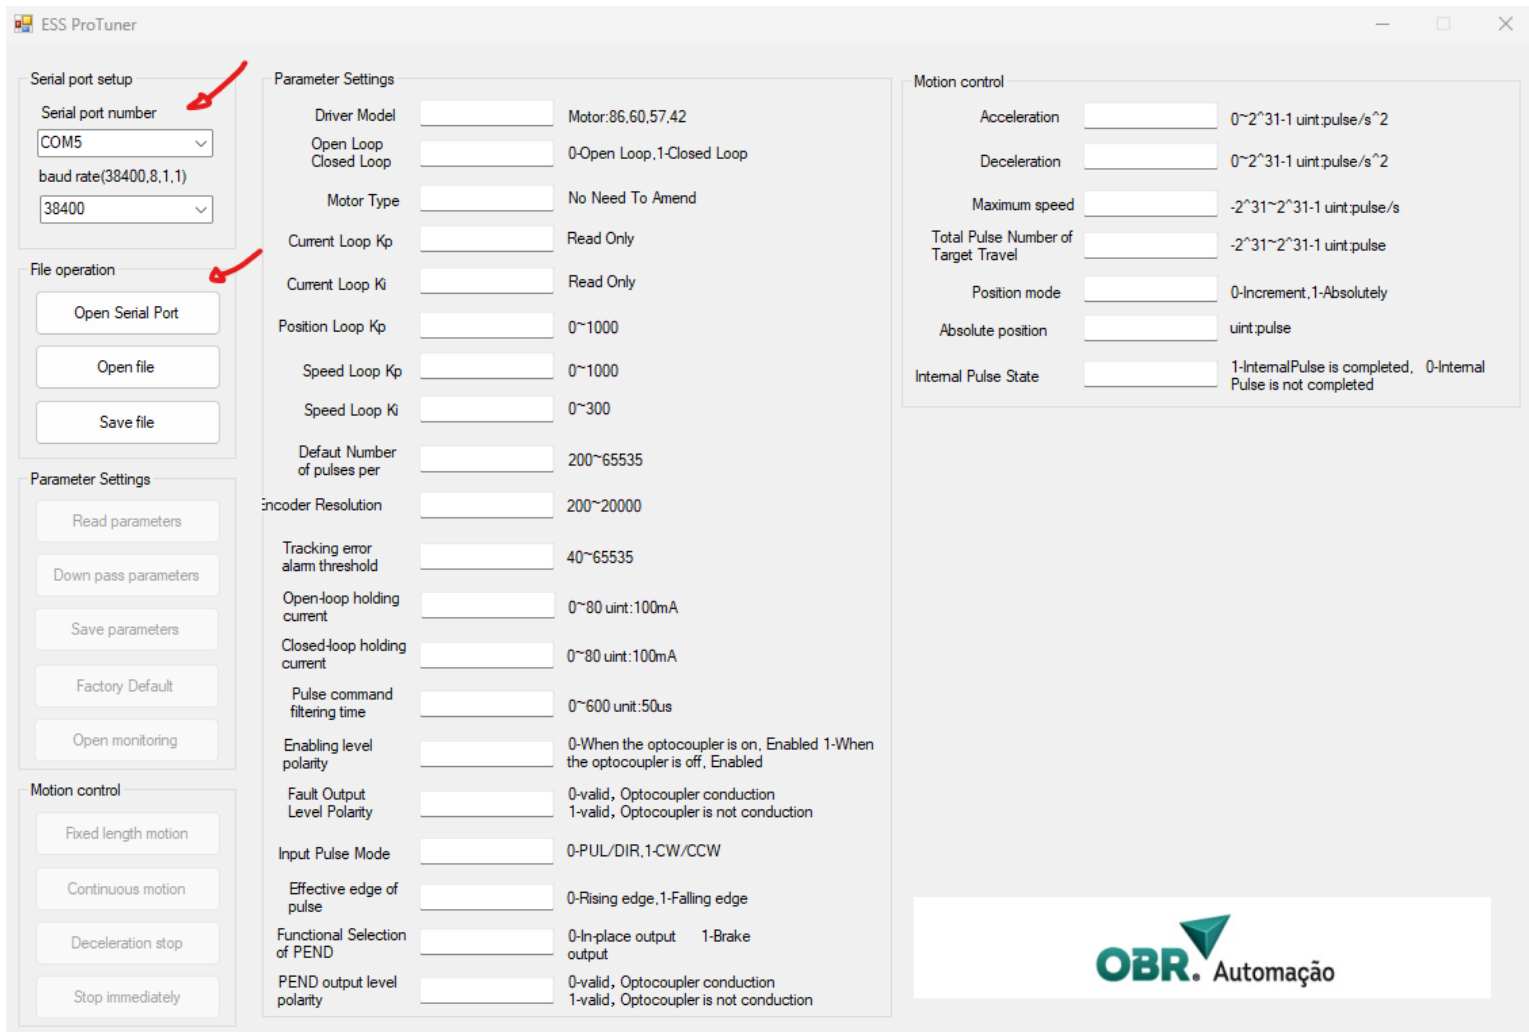 ESS ProTuner
Serial port setup
Serial port number
COM5
baud rate(38400,8,1,1)
38400
File operation
Open Serial Port
Open file
Save file
Parameter Settings
Read parameters
Down pass parameters
Save parameters
Factory Default
Open monitoring
Motion control
Fixed length motion
Continuous motion
Deceleration stop
Stop immediately
Parameter Settings
Driver Model
Motor:86,60,57,42
Open Loop
Closed Loop
0-Open Loop,1-Closed Loop
Motor Type
No Need To Amend
Current Loop Kp
Read Only
Current Loop Ki
Read Only
Position Loop Kp
0~1000
Speed Loop Kp
0~1000
Speed Loop Ki
0~300
Defaut Number
of pulses per
200~65535
Encoder Resolution
200~20000
Tracking error
alarm threshold
40~65535
Open-loop holding
current
0~80 uint:100mA
Closed-loop holding
current
0~80 uint:100mA
Pulse command
filtering time
0~600 unit:50us
Enabling level
polarity
0-When the optocoupler is on, Enabled 1-When
the optocoupler is off, Enabled
Fault Output
Level Polarity
0-valid, Optocoupler conduction
1-valid, Optocoupler is not conduction
Input Pulse Mode
0-PUL/DIR,1-CW/CCW
Effective edge of
pulse
0-Rising edge,1-Falling edge
Functional Selection
of PEND
0-In-place output 1-Brake
output
PEND output level
polarity
0-valid, Optocoupler conduction
1-valid, Optocoupler is not conduction
Motion control
Acceleration
0~2^31-1 uint:pulse/s^2
Deceleration
0~2^31-1 uint:pulse/s^2
Maximum speed
-2^31~2^31-1 uint:pulse/s
Total Pulse Number of
Target Travel
-2^31~2^31-1 uint:pulse
Position mode
0-Increment,1-Absolutely
Absolute position
uint:pulse
Internal Pulse State
1-InternalPulse is completed, 0-Internal
Pulse is not completed
OBR. Automação